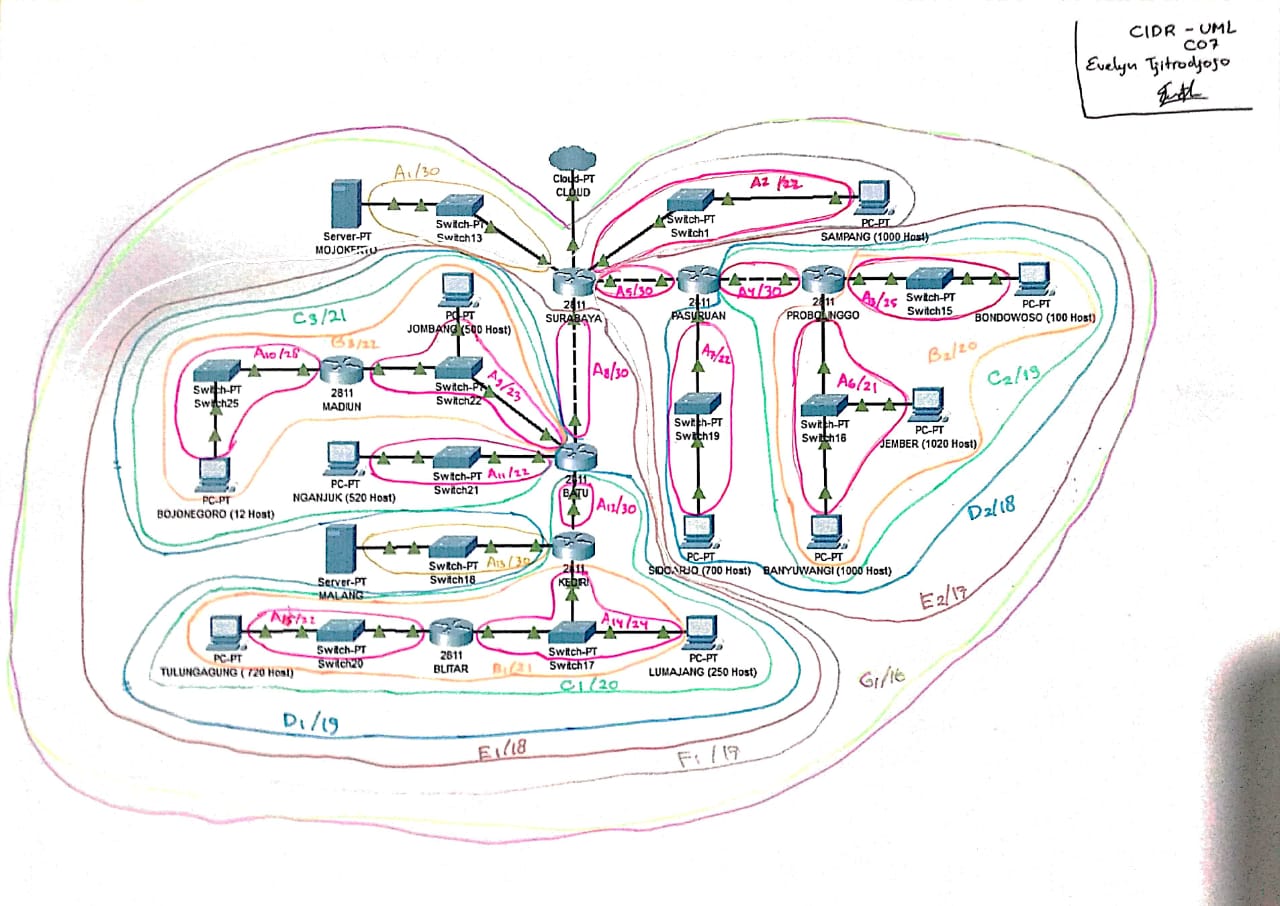 CIDR - UML
C07
Evelyn Tjitrodjojo
A1/30
Cloud-PT
CLOUD
A2 /22
Switch-PT
Switch1
PC-PT
SAMPANG (1000 Host)
Server-PT
MOJOKERTO
Switch-PT
Switch13
2811
SURABAYA
A5/30
2811
PASURUAN
A4/30
2811
PROBOLINGGO
A3/25
Switch-PT
Switch15
PC-PT
BONDOWOSO (100 Host)
C3/21
PC-PT
JOMBANG (500 Host)
B3/22
A10/28
Switch-PT
Switch25
2811
MADIUN
Switch-PT
Switch22
A9/23
A8/30
A7/22
Switch-PT
Switch19
B2/20
C2/19
A6/21
Switch-PT
Switch16
JEMBER (1020 Host)
PC-PT
BOJONEGORO (12 Host)
PC-PT
NGANJUK (520 Host)
Switch-PT
Switch21
A11/22
2811
BATU
A12/30
D2/18
Server-PT
MALANG
Switch-PT
Switch18
A13/30
2811
KEDIRI
PC-PT
SIDOARJO (700 Host)
PC-PT
BANYUWANGI (1000 Host)
E2/17
A15/22
PC-PT
TULUNGAGUNG ( 720 Host)
Switch-PT
Switch20
2811
BLITAR
B1/21
A14/24
Switch-PT
Switch17
PC-PT
LUMAJANG (250 Host)
C1/20
G1/16
D1/19
E1/18
F1/17